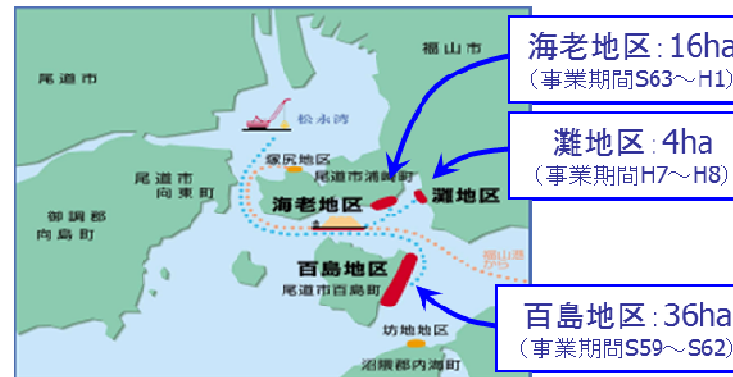 福山市
海老地区：16ha
（事業期間S63～H1）
尾道市
松永湾
灘地区：4ha
（事業期間H7～H8）
塚尻地区
尾道市浦崎町
尾道市
向東町
海老地区
灘地区
御調郡
向島町
福山港
から
百島地区
尾道市百島町
百島地区：36ha
（事業期間S59～S62）
坊地地区
沼隈郡内海町